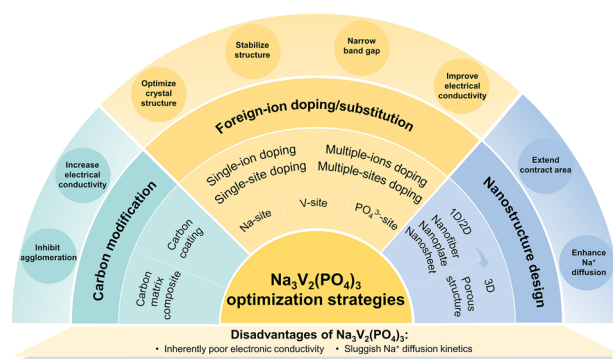 Narrow
band gap
Stabilize
structure
Optimize
crystal
structure
Improve
electrical
conductivity
Foreign-ion doping/substitution
Increase
electrical
conductivity
Inhibit
agglomeration
Extend
contract area
Enhance
Na⁺
diffusion
Carbon modification
Nanostructure design
Single-ion doping
Single-site doping
Multiple-ions doping
Multiple-sites doping
Na-site
V-site
PO₄³⁻-site
Carbon
coating
Carbon
matrix
composite
1D/2D
Nanofiber
Nanoplate
Nanosheet
3D
Porous
structure
Na₃V₂(PO₄)₃
optimization strategies
Disadvantages of Na₃V₂(PO₄)₃:
• Inherently poor electronic conductivity • Sluggish Na⁺ diffusion kinetics